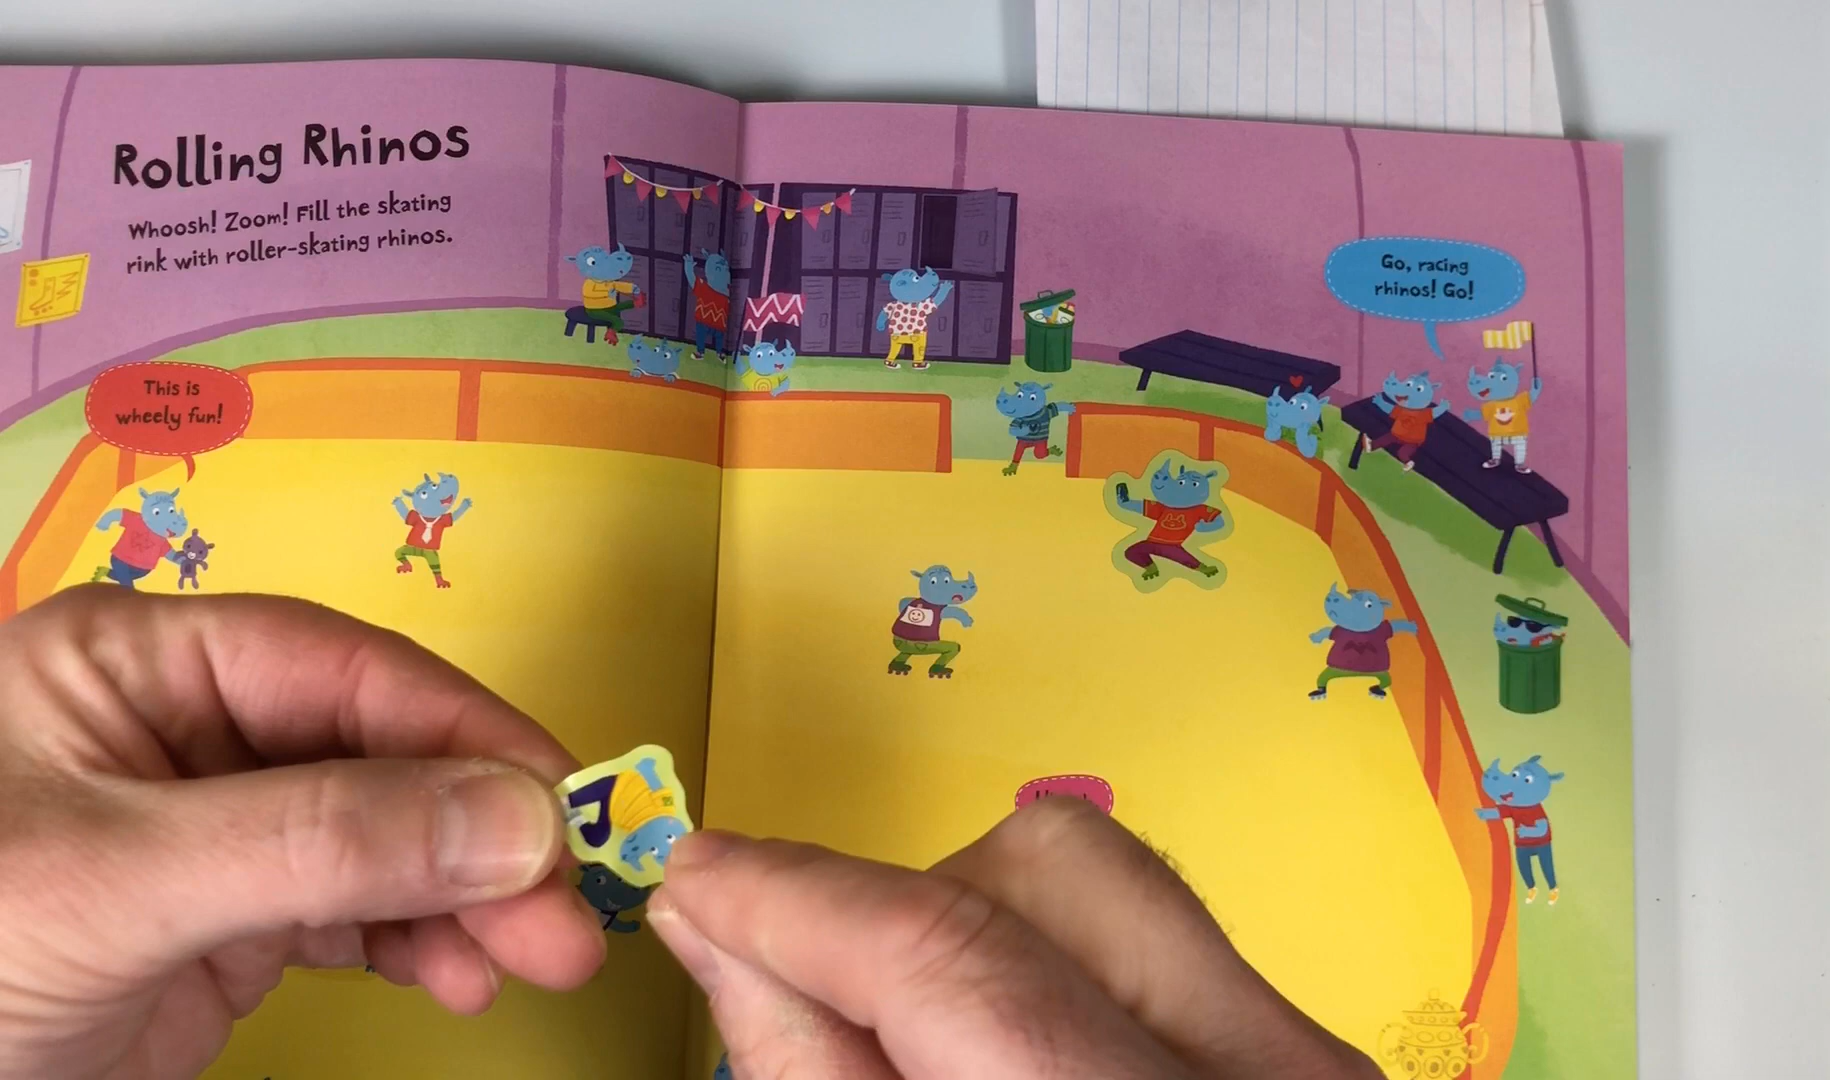 Rolling Rhinos
Whoosh! Zoom! Fill the skating
rink with roller-skating rhinos.
Go, racing
rhinos! Go!
This is
wheely fun!